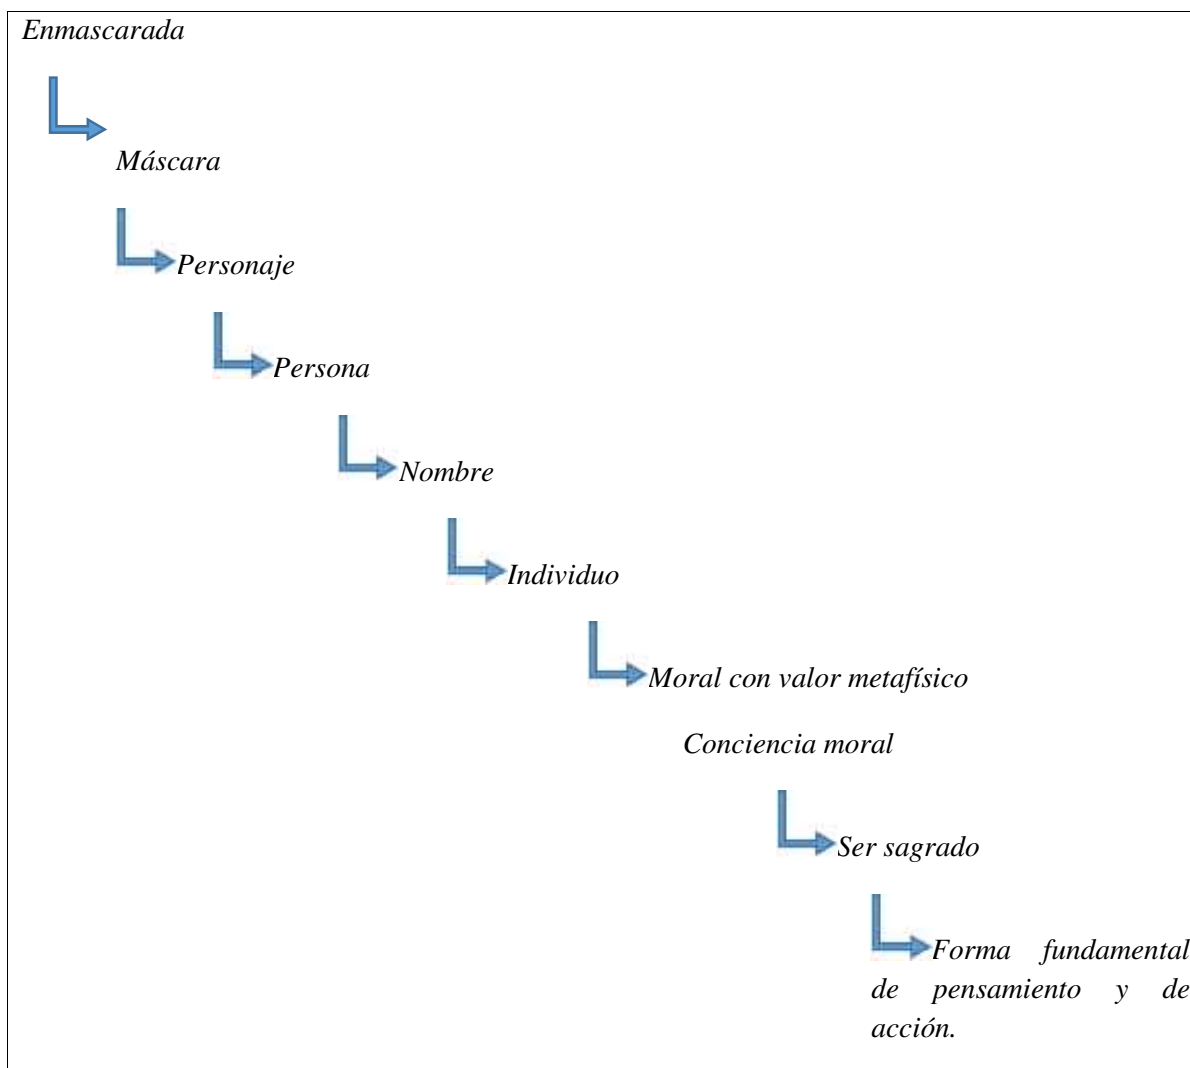 Enmascarada
Máscara
Personaje
Persona
Nombre
Individuo
Moral con valor metafísico
Conciencia moral
Ser sagrado
Forma fundamental
de pensamiento y de
acción.